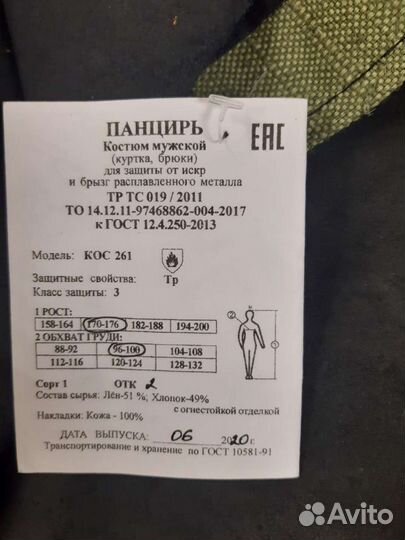 ПАНЦИРЬ
EAC
Костюм мужской
(куртка, брюки)
для защиты от искр
и брызг расплавленного металла
ТР ТС 019 / 2011
ТО 14.12.11-97468862-004-2017
к ГОСТ 12.4.250-2013
Модель: КОС 261
Защитные свойства: Тр
Класс защиты: 3
1 РОСТ:
158-164 170-176 182-188 194-200
2 ОБХВАТ ГРУДИ:
88-92 96-100 104-108
112-116 120-124 128-132
2
1
Сорт 1 ОТК 2
Состав сырья: Лён-51 %; Хлопок-49%
с огнестойкой отделкой
Накладки: Кожа - 100%
ДАТА ВЫПУСКА: 06 2020 г.
Транспортирование и хранение по ГОСТ 10581-91
Avito